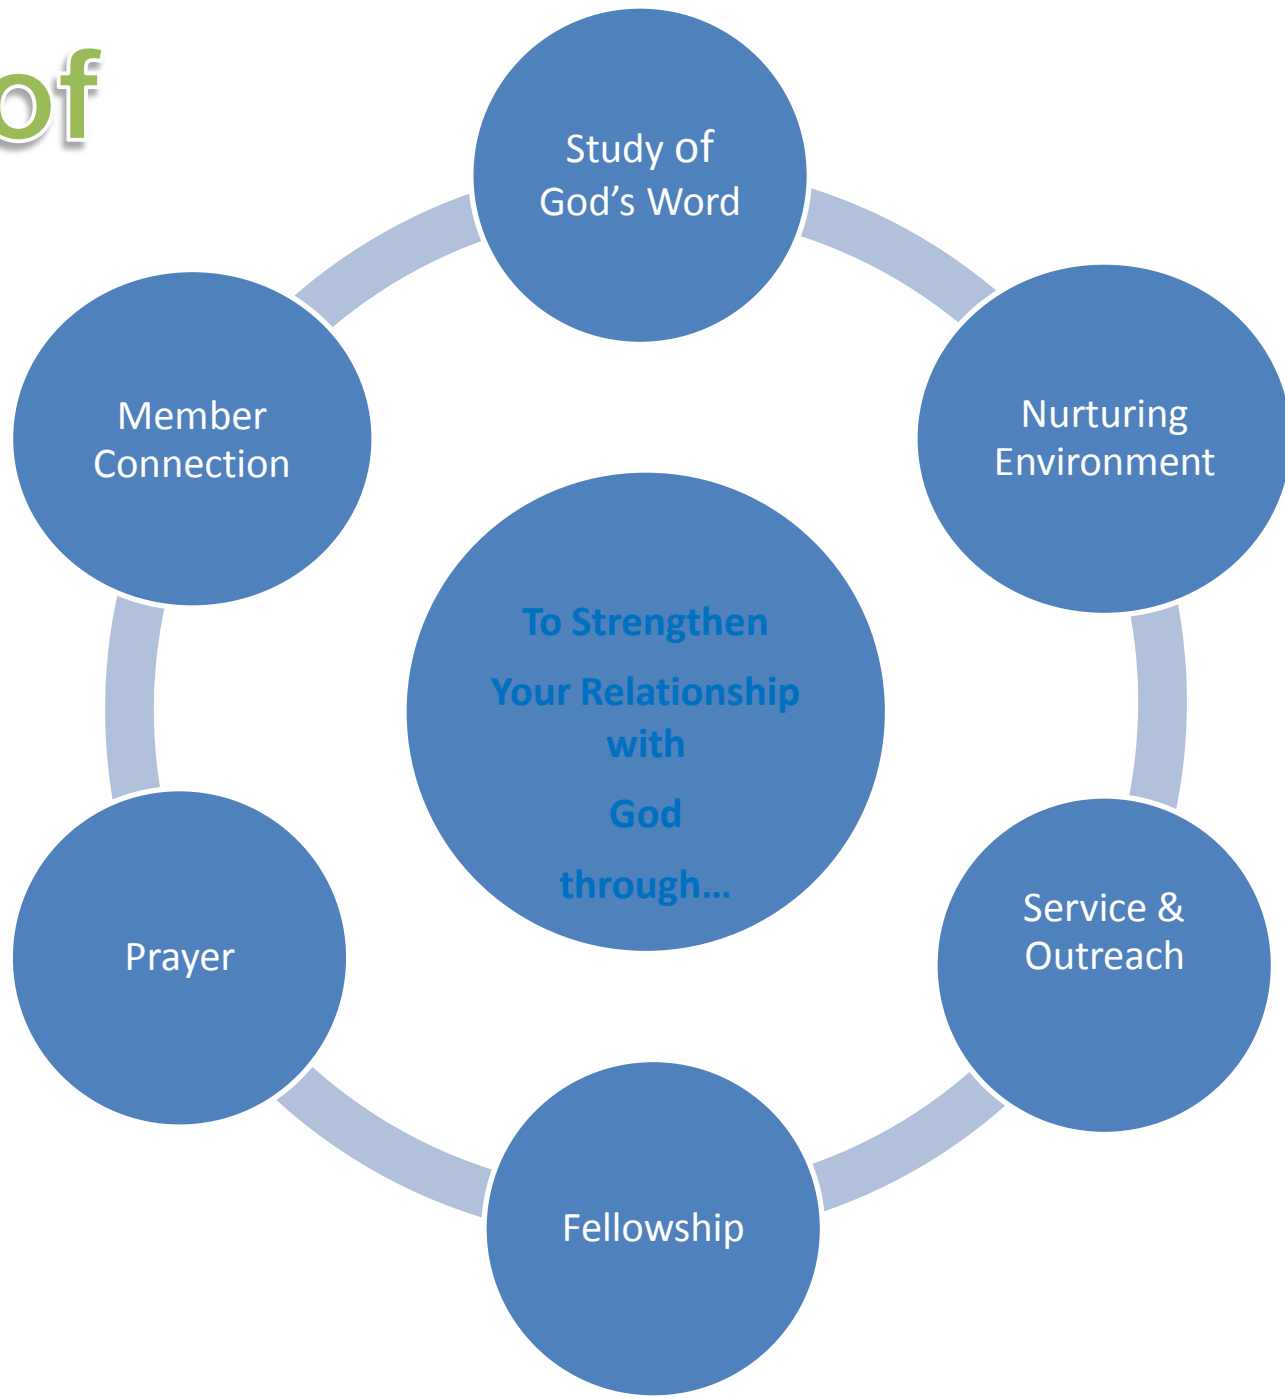 of
Study of
God’s Word
Nurturing
Environment
Service &
Outreach
Fellowship
Prayer
Member
Connection
To Strengthen
Your Relationship
with
God
through...